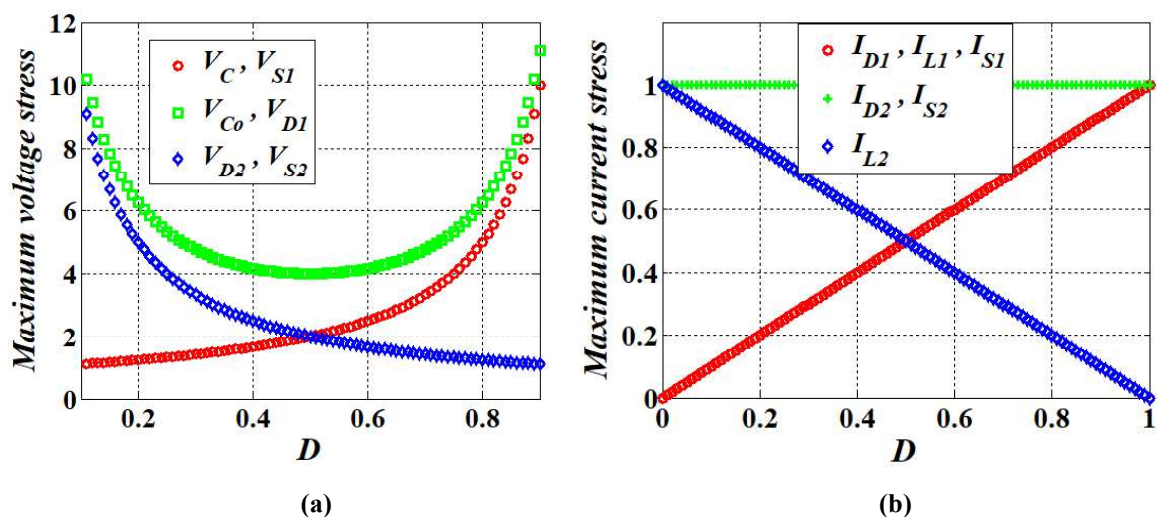 Maximum voltage stress
12
10
8
6
4
2
0
V_C , V_S1
V_Co , V_D1
V_D2 , V_S2
0.2
0.4
0.6
0.8
D
(a)
Maximum current stress
1
0.8
0.6
0.4
0.2
0
I_D1 , I_L1 , I_S1
I_D2 , I_S2
I_L2
0
0.2
0.4
0.6
0.8
1
D
(b)